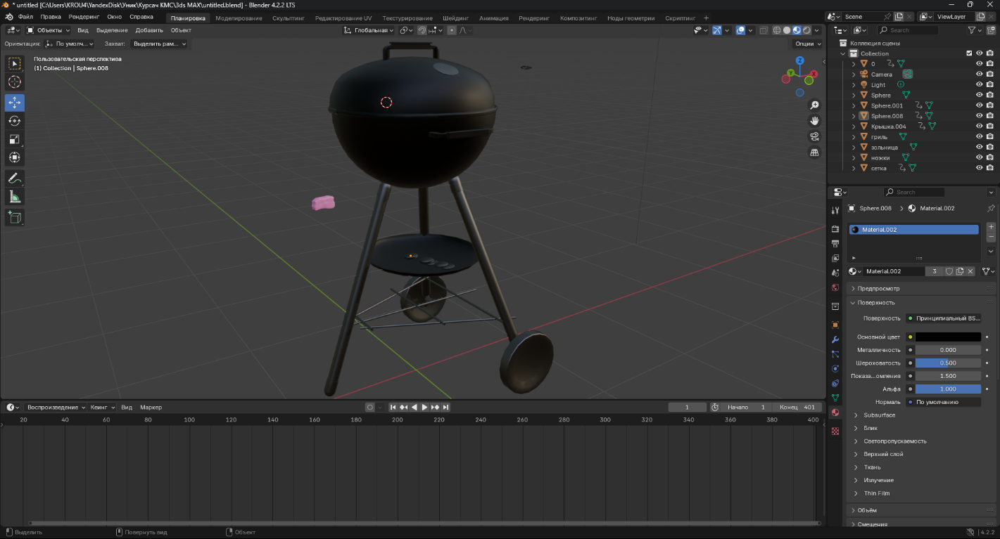 * untitled [C:\Users\KROU4\YandexDisk\Уник\Курсач КМС\3ds MAX\untitled.blend] - Blender 4.2.2 LTS
Файл Правка Рендеринг Окно Справка Планировка Моделирование Скульптинг Редактирование UV Текстурирование Шейдинг Анимация Рендеринг Композитинг Ноды геометрии Скриптинг + Scene ViewLayer
Объекты Вид Выделение Добавить Объект Глобальная Search
Ориентация: По умолч... Захват: Выделить рам... Опции
Пользовательская перспектива
(1) Collection | Sphere.008
Z
Y
X
Коллекция сцены
Collection
0
Camera
Light
Sphere
Sphere.001
Sphere.008
Крышка.004
гриль
зольница
ножки
сетка
Search
Sphere.008 > Material.002
Material.002
Material.002 3
Предпросмотр
Поверхность
Поверхность Принципиальный BS...
Основной цвет
Металличность 0.000
Шероховатость 0.500
Показа...омления 1.500
Альфа 1.000
Нормаль По умолчанию
Subsurface
Блик
Светопропускаемость
Верхний слой
Ткань
Излучение
Thin Film
Объём
Смещения
Воспроизведение Кеинг Вид Маркер 1 Начало 1 Конец 401
20 40 60 80 100 120 140 160 180 200 220 240 260 280 300 320 340 360 380 400
Выделить Повернуть вид Объект 4.2.2